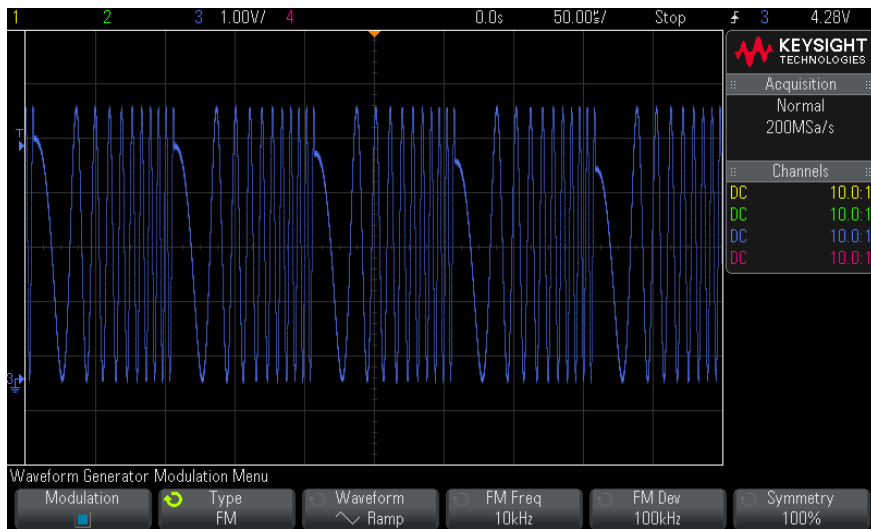 1 2 3 1.00V/ 4 0.0s 50.00us/ Stop 3 4.28V
KEYSIGHT
TECHNOLOGIES
Acquisition
Normal
200MSa/s
Channels
DC 10.0:1
DC 10.0:1
DC 10.0:1
DC 10.0:1
T
3
Waveform Generator Modulation Menu
Modulation
Type
FM
Waveform
Ramp
FM Freq
10kHz
FM Dev
100kHz
Symmetry
100%